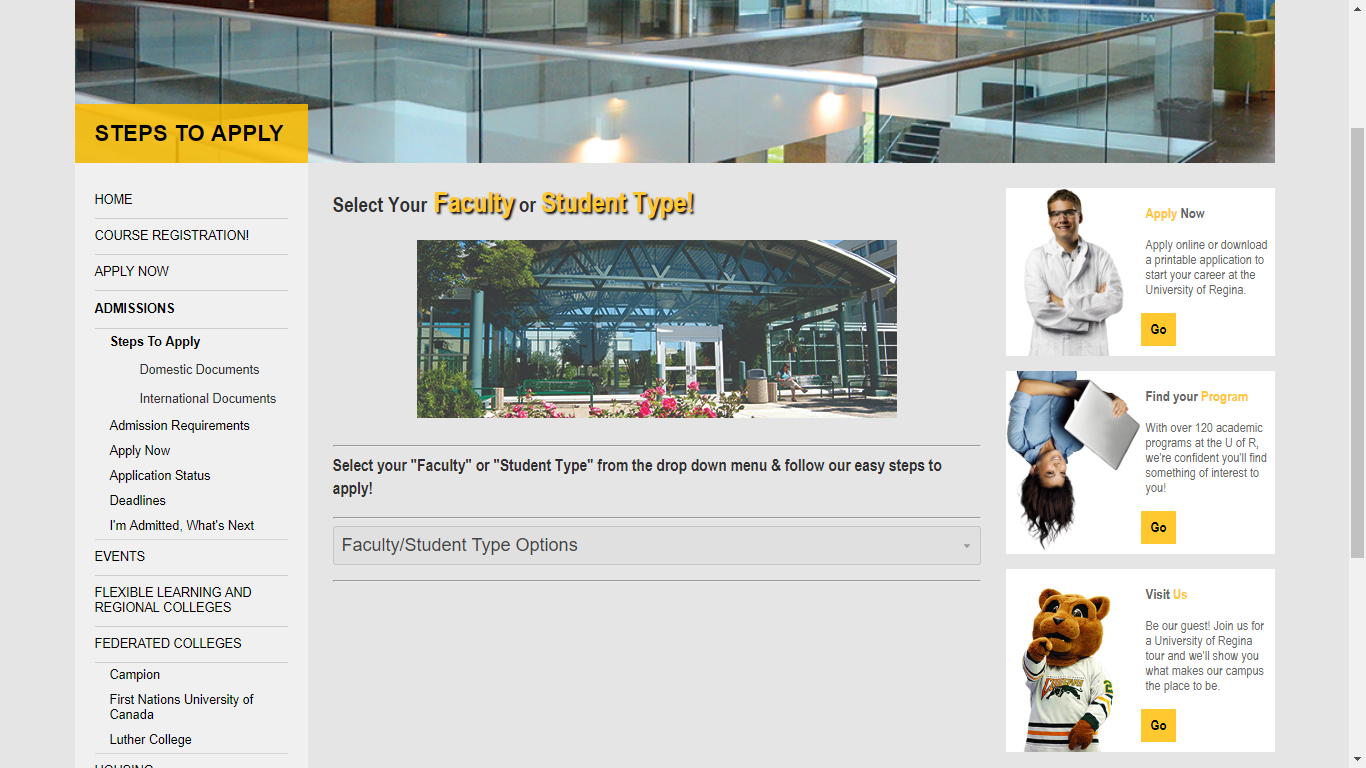 STEPS TO APPLY
HOME
COURSE REGISTRATION!
APPLY NOW
ADMISSIONS
Steps To Apply
Domestic Documents
International Documents
Admission Requirements
Apply Now
Application Status
Deadlines
I'm Admitted, What's Next
EVENTS
FLEXIBLE LEARNING AND
REGIONAL COLLEGES
FEDERATED COLLEGES
Campion
First Nations University of
Canada
Luther College
HOUSING
Select Your Faculty or Student Type!
Select your "Faculty" or "Student Type" from the drop down menu & follow our easy steps to
apply!
Faculty/Student Type Options
Apply Now
Apply online or download
a printable application to
start your career at the
University of Regina.
Go
Find your Program
With over 120 academic
programs at the U of R,
we're confident you'll find
something of interest to
you!
Go
Visit Us
Be our guest! Join us for
a University of Regina
tour and we'll show you
what makes our campus
the place to be.
Go